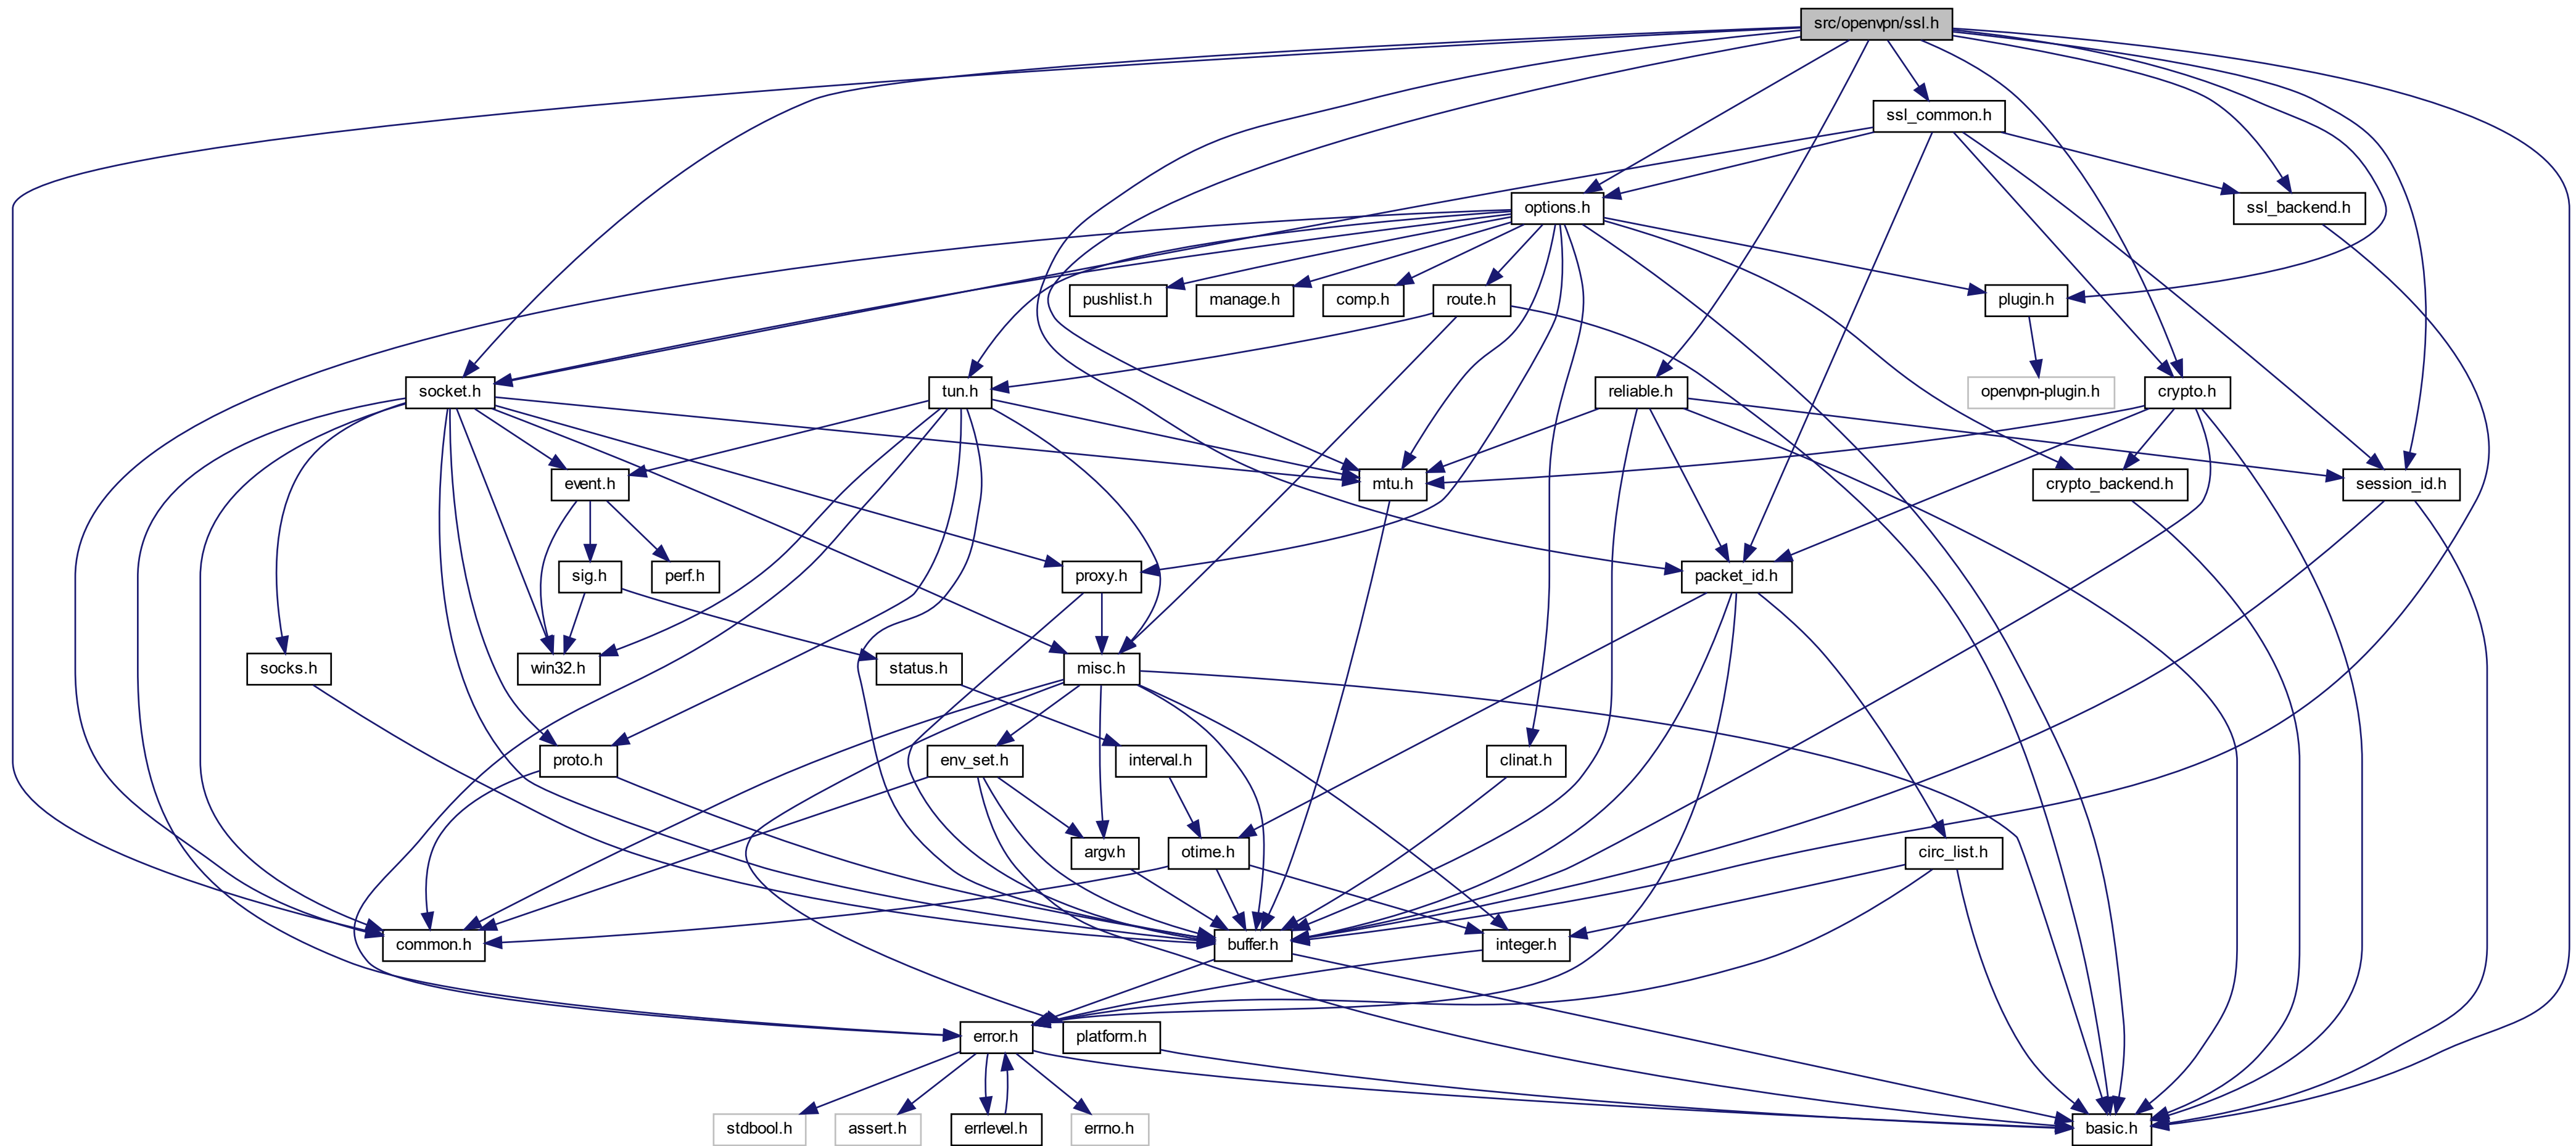 src/openvpn/ssl.h
ssl_common.h
options.h
ssl_backend.h
pushlist.h
manage.h
comp.h
route.h
plugin.h
socket.h
tun.h
reliable.h
openvpn-plugin.h
crypto.h
event.h
mtu.h
crypto_backend.h
session_id.h
sig.h
perf.h
proxy.h
packet_id.h
socks.h
win32.h
status.h
misc.h
proto.h
env_set.h
interval.h
clinat.h
argv.h
otime.h
circ_list.h
common.h
buffer.h
integer.h
error.h
platform.h
stdbool.h
assert.h
errlevel.h
errno.h
basic.h